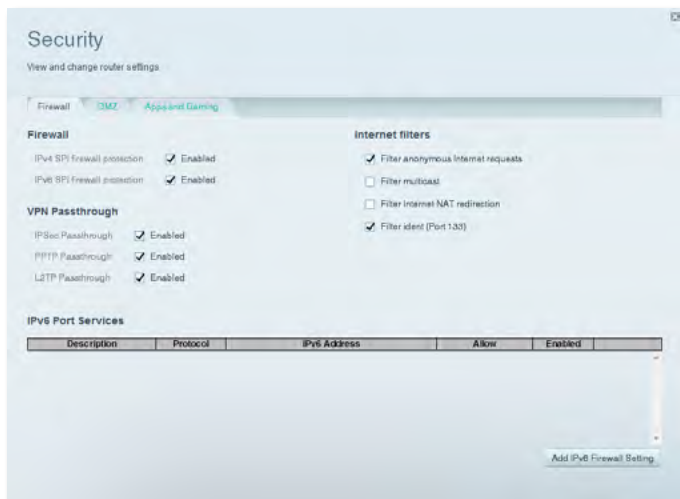 Security
View and change router settings
Firewall
DMZ
Apps and Gaming
Firewall
IPv4 SPI firewall protection
Enabled
IPv6 SPI firewall protection
Enabled
VPN Passthrough
IPSec Passthrough
Enabled
PPTP Passthrough
Enabled
L2TP Passthrough
Enabled
Internet filters
Filter anonymous Internet requests
Filter multicast
Filter Internet NAT redirection
Filter ident (Port 133)
IPv6 Port Services
Description Protocol IPv6 Address Allow Enabled
Add IPv6 Firewall Setting